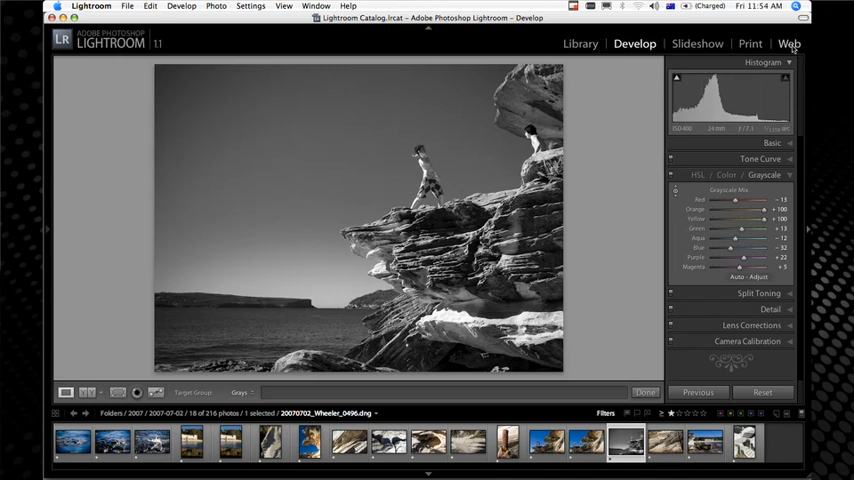 Lightroom File Edit Develop Photo Settings View Window Help (Charged) Fri 11:54 AM
Lightroom Catalog.lrcat - Adobe Photoshop Lightroom - Develop
LR ADOBE PHOTOSHOP LIGHTROOM 1.1
Library | Develop | Slideshow | Print | Web
Histogram
ISO 400 24 mm f / 7.1
Basic
Tone Curve
HSL / Color / Grayscale
Grayscale Mix
Red - 13
Orange + 100
Yellow + 100
Green + 13
Aqua - 12
Blue - 32
Purple + 22
Magenta + 5
Auto - Adjust
Split Toning
Detail
Lens Corrections
Camera Calibration
Target Group: Grays Done Previous Reset
Folders / 2007 / 2007-07-02 / 18 of 216 photos / 1 selected / 20070702_Wheeler_0496.dng Filters